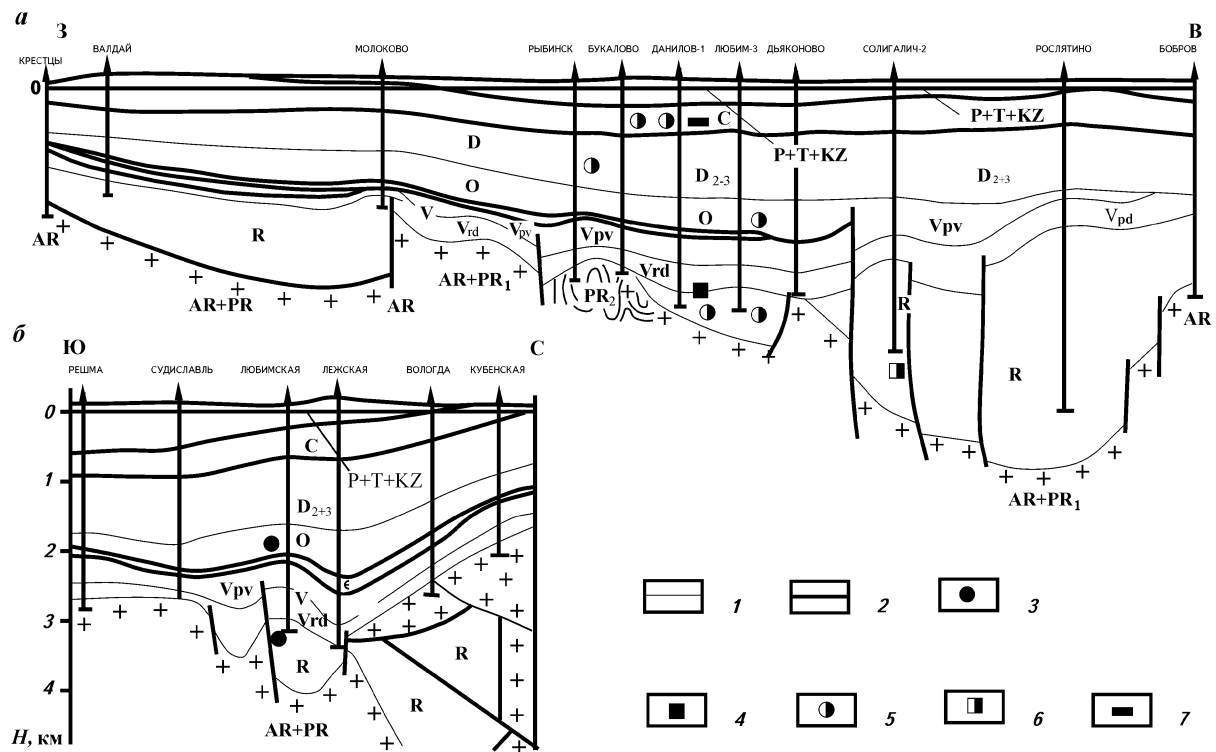 а
З
В
КРЕСТЦЫ
ВАЛДАЙ
МОЛОКОВО
РЫБИНСК
БУКАЛОВО
ДАНИЛОВ-1
ЛЮБИМ-3
ДЬЯКОНОВО
СОЛИГАЛИЧ-2
РОСЛЯТИНО
БОБРОВ
0
C
P+T+KZ
P+T+KZ
D
D2-3
D2+3
O
O
V
Vrd
Vpv
Vpv
Vpv
Vpd
Vrd
AR
R
AR+PR
AR
AR+PR1
PR2
R
R
AR
AR+PR1
б
Ю
С
РЕШМА
СУДИСЛАВЛЬ
ЛЮБИМСКАЯ
ЛЕЖСКАЯ
ВОЛОГДА
КУБЕНСКАЯ
0
1
2
3
4
H, км
C
P+T+KZ
D2+3
O
є
Vpv
V
Vrd
R
R
R
AR+PR
1
2
3
4
5
6
7